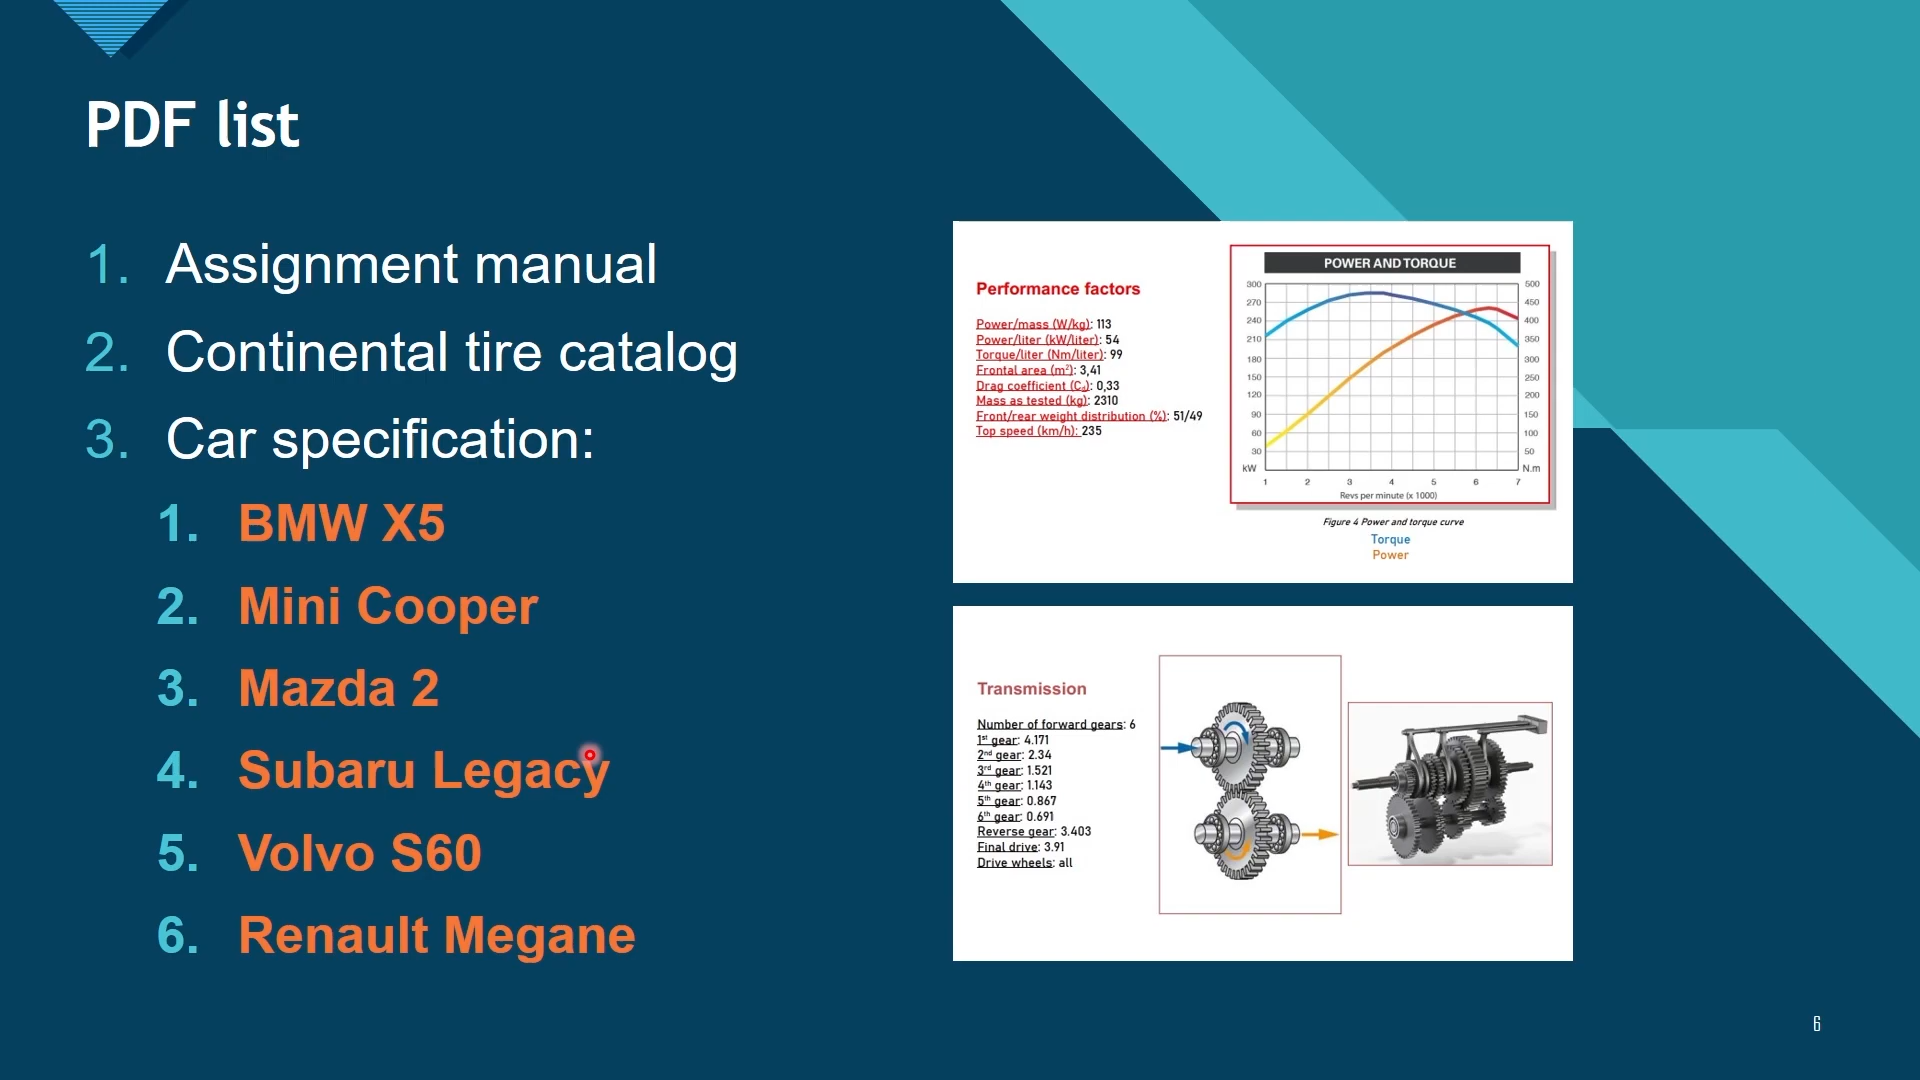 PDF list
1. Assignment manual
2. Continental tire catalog
3. Car specification:
1. BMW X5
2. Mini Cooper
3. Mazda 2
4. Subaru Legacy
5. Volvo S60
6. Renault Megane
Performance factors
Power/mass (W/kg): 113
Power/liter (kW/liter): 54
Torque/liter (Nm/liter): 99
Frontal area (m²): 3,41
Drag coefficient (Cd): 0,33
Mass as tested (kg): 2310
Front/rear weight distribution (%): 51/49
Top speed (km/h): 235
POWER AND TORQUE
300 500
270 450
240 400
210 350
180 300
150 250
120 200
90 150
60 100
30 50
kW N.m
1 2 3 4 5 6 7
Revs per minute (x 1000)
Figure 4 Power and torque curve
Torque
Power
Transmission
Number of forward gears: 6
1st gear: 4.171
2nd gear: 2.34
3rd gear: 1.521
4th gear: 1.143
5th gear: 0.867
6th gear: 0.691
Reverse gear: 3.403
Final drive: 3.91
Drive wheels: all
6